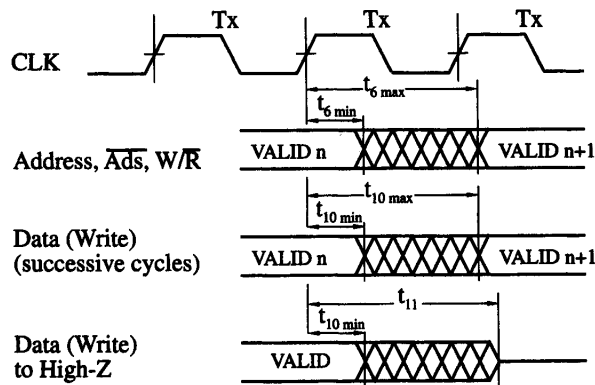 Tx Tx Tx
CLK
t6 max
t6 min
Address, Ads, W/R VALID n VALID n+1
t10 max
t10 min
Data (Write)
(successive cycles) VALID n VALID n+1
t11
t10 min
Data (Write)
to High-Z VALID